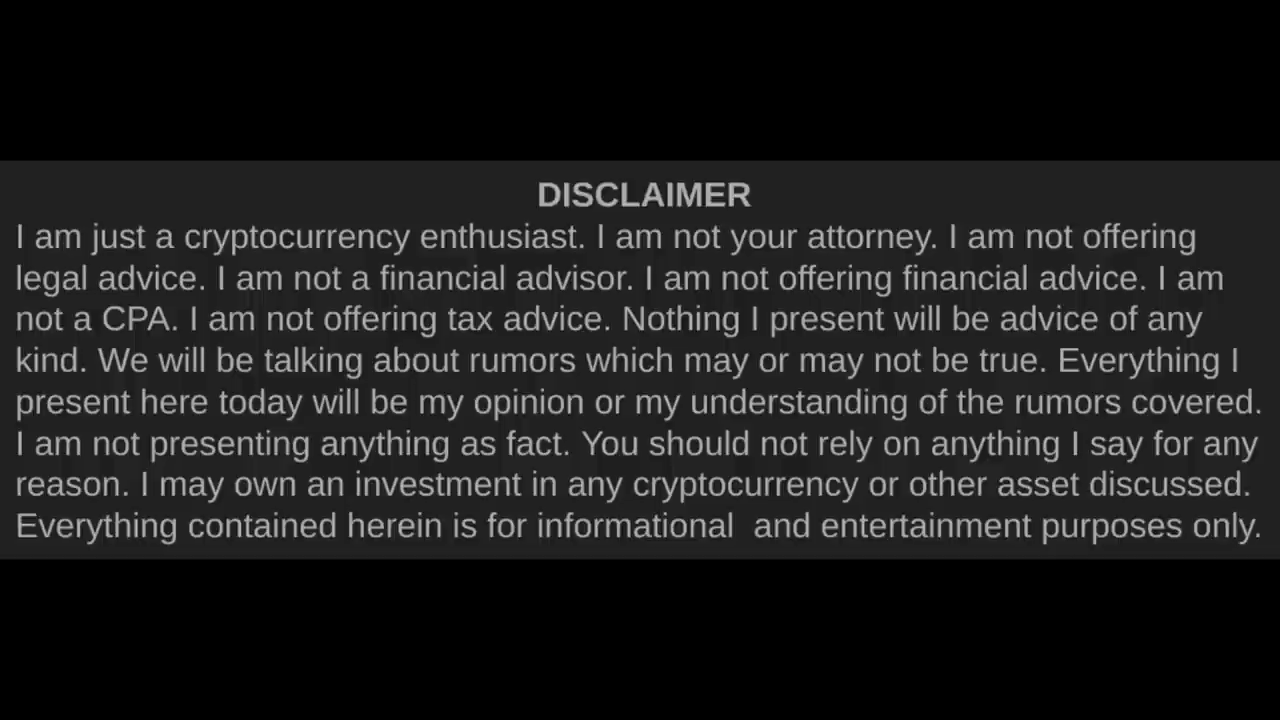 DISCLAIMER
I am just a cryptocurrency enthusiast. I am not your attorney. I am not offering
legal advice. I am not a financial advisor. I am not offering financial advice. I am
not a CPA. I am not offering tax advice. Nothing I present will be advice of any
kind. We will be talking about rumors which may or may not be true. Everything I
present here today will be my opinion or my understanding of the rumors covered.
I am not presenting anything as fact. You should not rely on anything I say for any
reason. I may own an investment in any cryptocurrency or other asset discussed.
Everything contained herein is for informational  and entertainment purposes only.